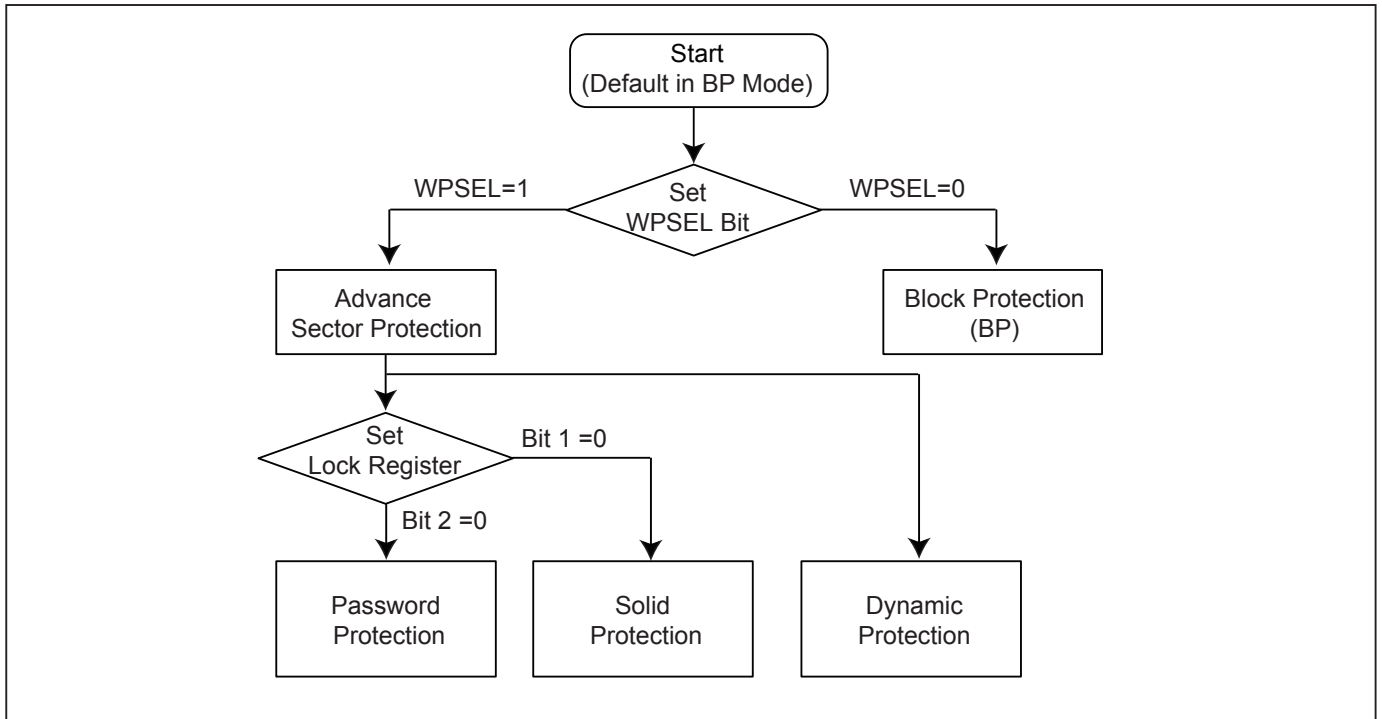 Start
(Default in BP Mode)
Set
WPSEL Bit
WPSEL=1
WPSEL=0
Advance
Sector Protection
Block Protection
(BP)
Set
Lock Register
Bit 1 =0
Bit 2 =0
Password
Protection
Solid
Protection
Dynamic
Protection